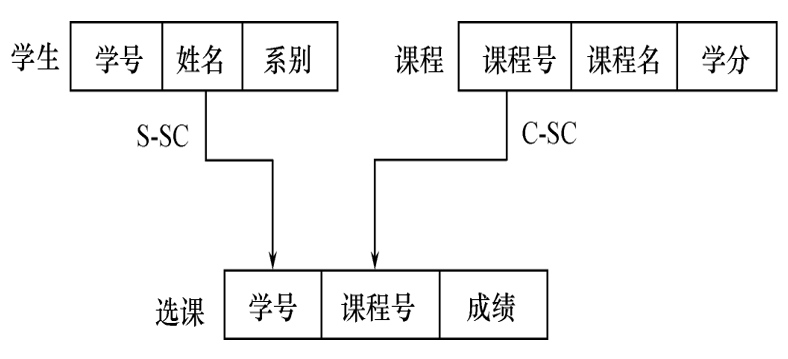 学生 学号 姓名 系别 课程 课程号 课程名 学分
S-SC C-SC
选课 学号 课程号 成绩